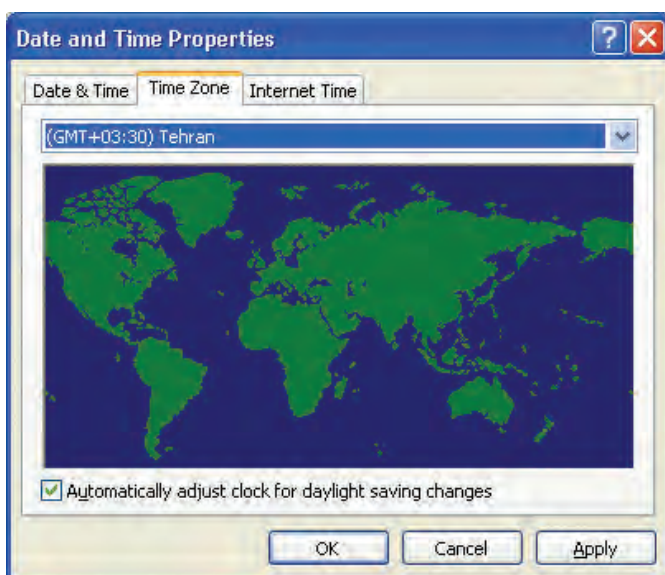 Date and Time Properties
Date & Time Time Zone Internet Time
(GMT+03:30) Tehran
Automatically adjust clock for daylight saving changes
OK Cancel Apply